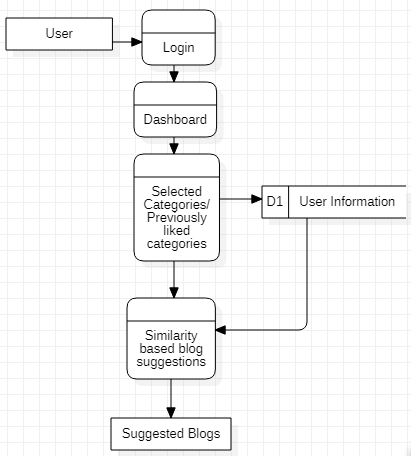 User
Login
Dashboard
Selected
Categories/
Previously
liked
categories
D1
User Information
Similarity
based blog
suggestions
Suggested Blogs